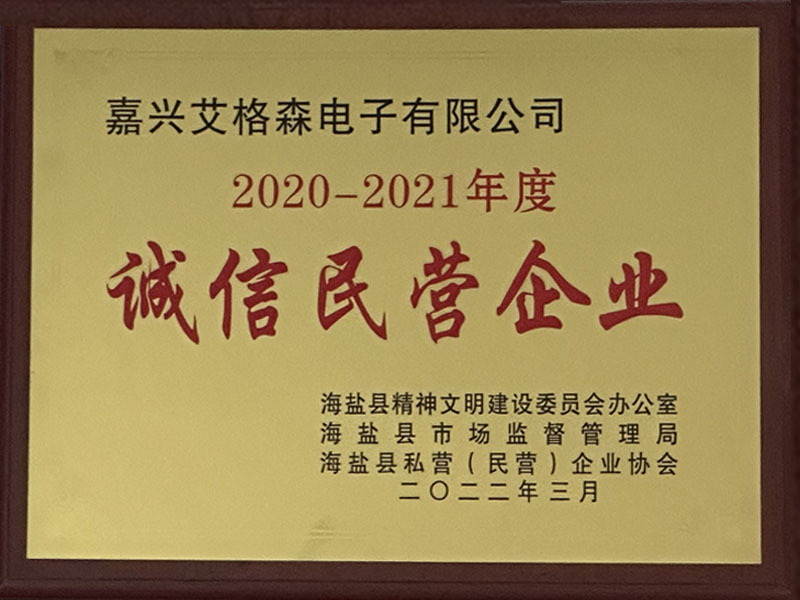 嘉兴艾格森电子有限公司
2020-2021年度
诚信民营企业
海盐县精神文明建设委员会办公室
海盐县市场监督管理局
海盐县私营(民营)企业协会
二〇二二年三月